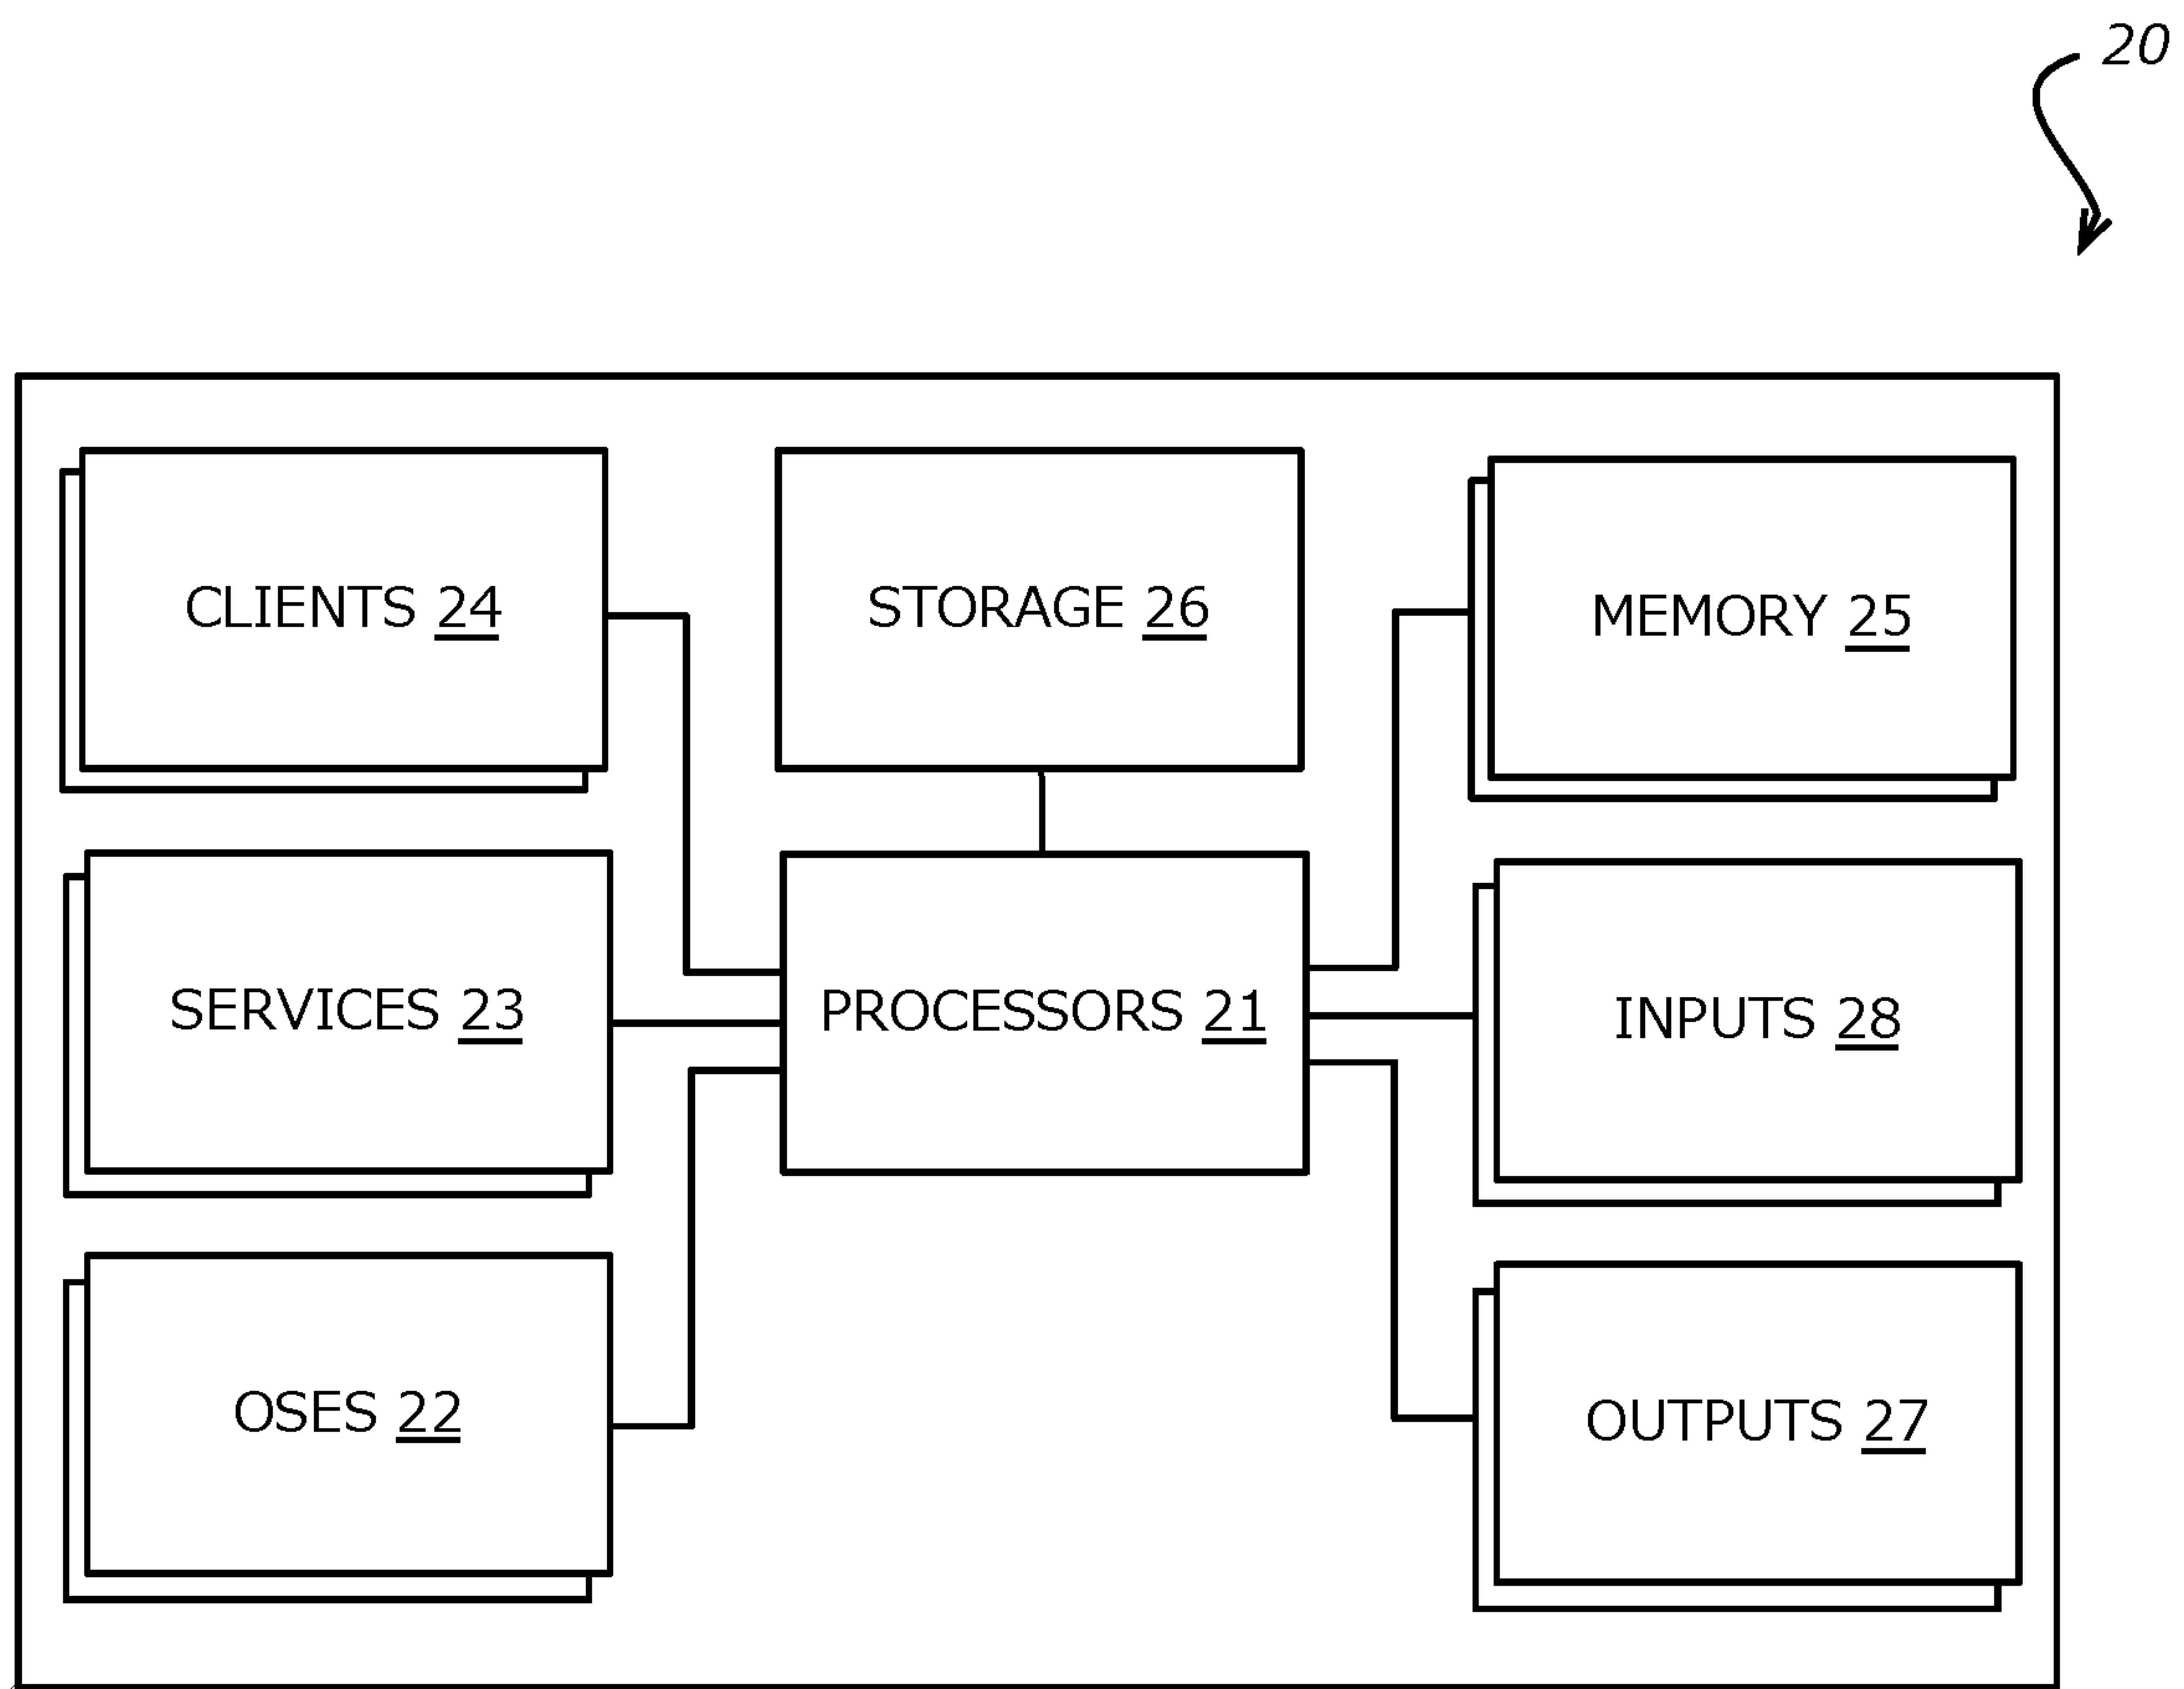 20
CLIENTS 24
STORAGE 26
MEMORY 25
SERVICES 23
PROCESSORS 21
INPUTS 28
OSES 22
OUTPUTS 27